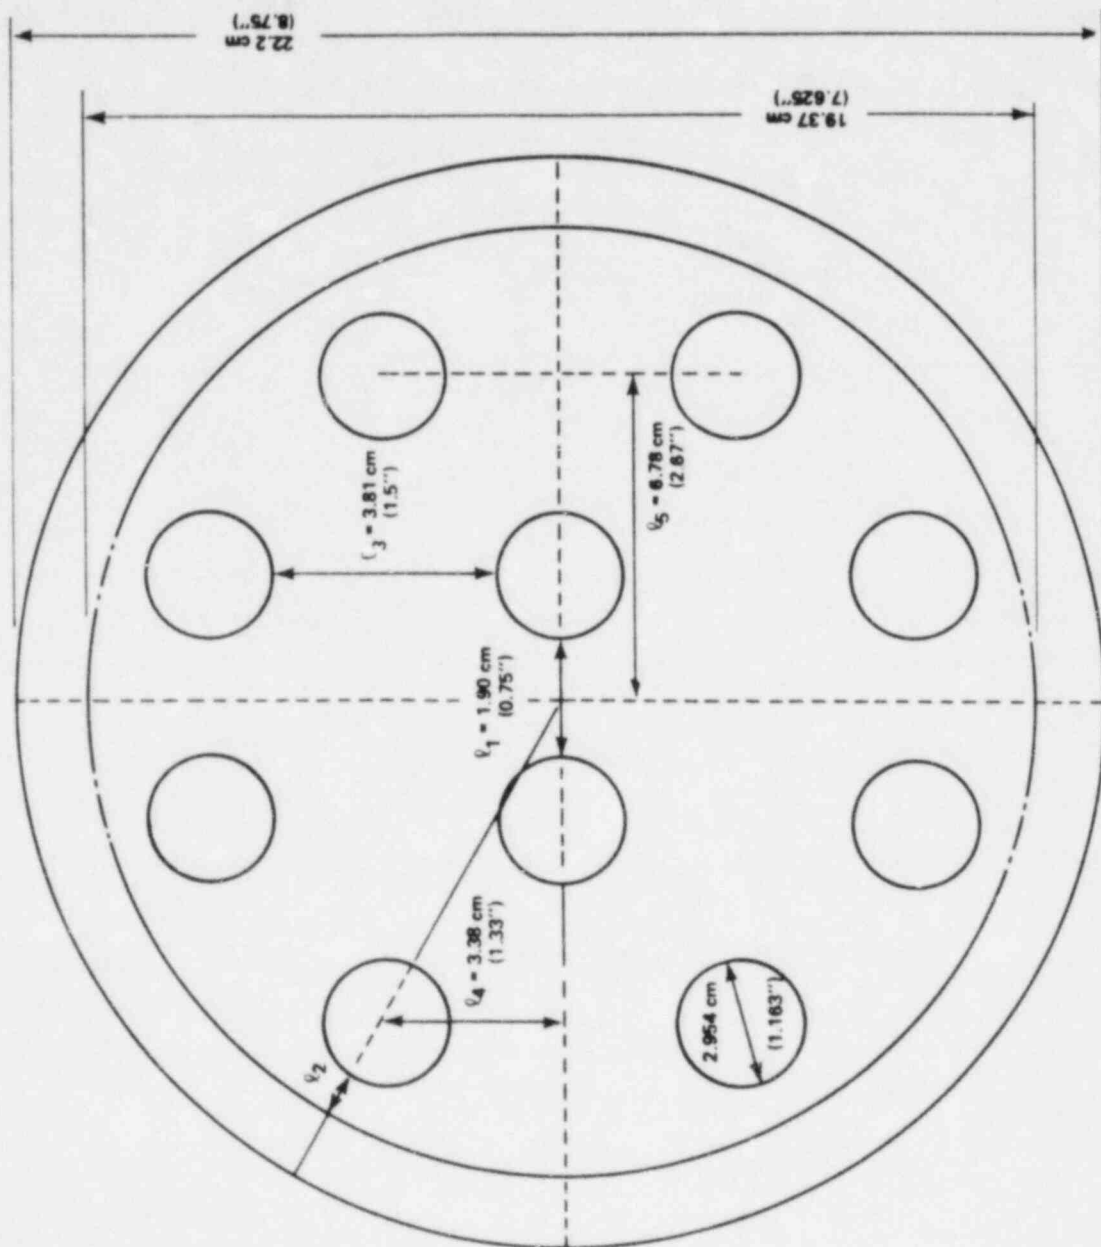 22.2 cm
(8.75")
19.37 cm
(7.625")
ℓ3 = 3.81 cm
(1.5")
ℓ5 = 6.78 cm
(2.67")
ℓ1 = 1.90 cm
(0.75")
ℓ4 = 3.38 cm
(1.33")
ℓ2
2.954 cm
(1.163")